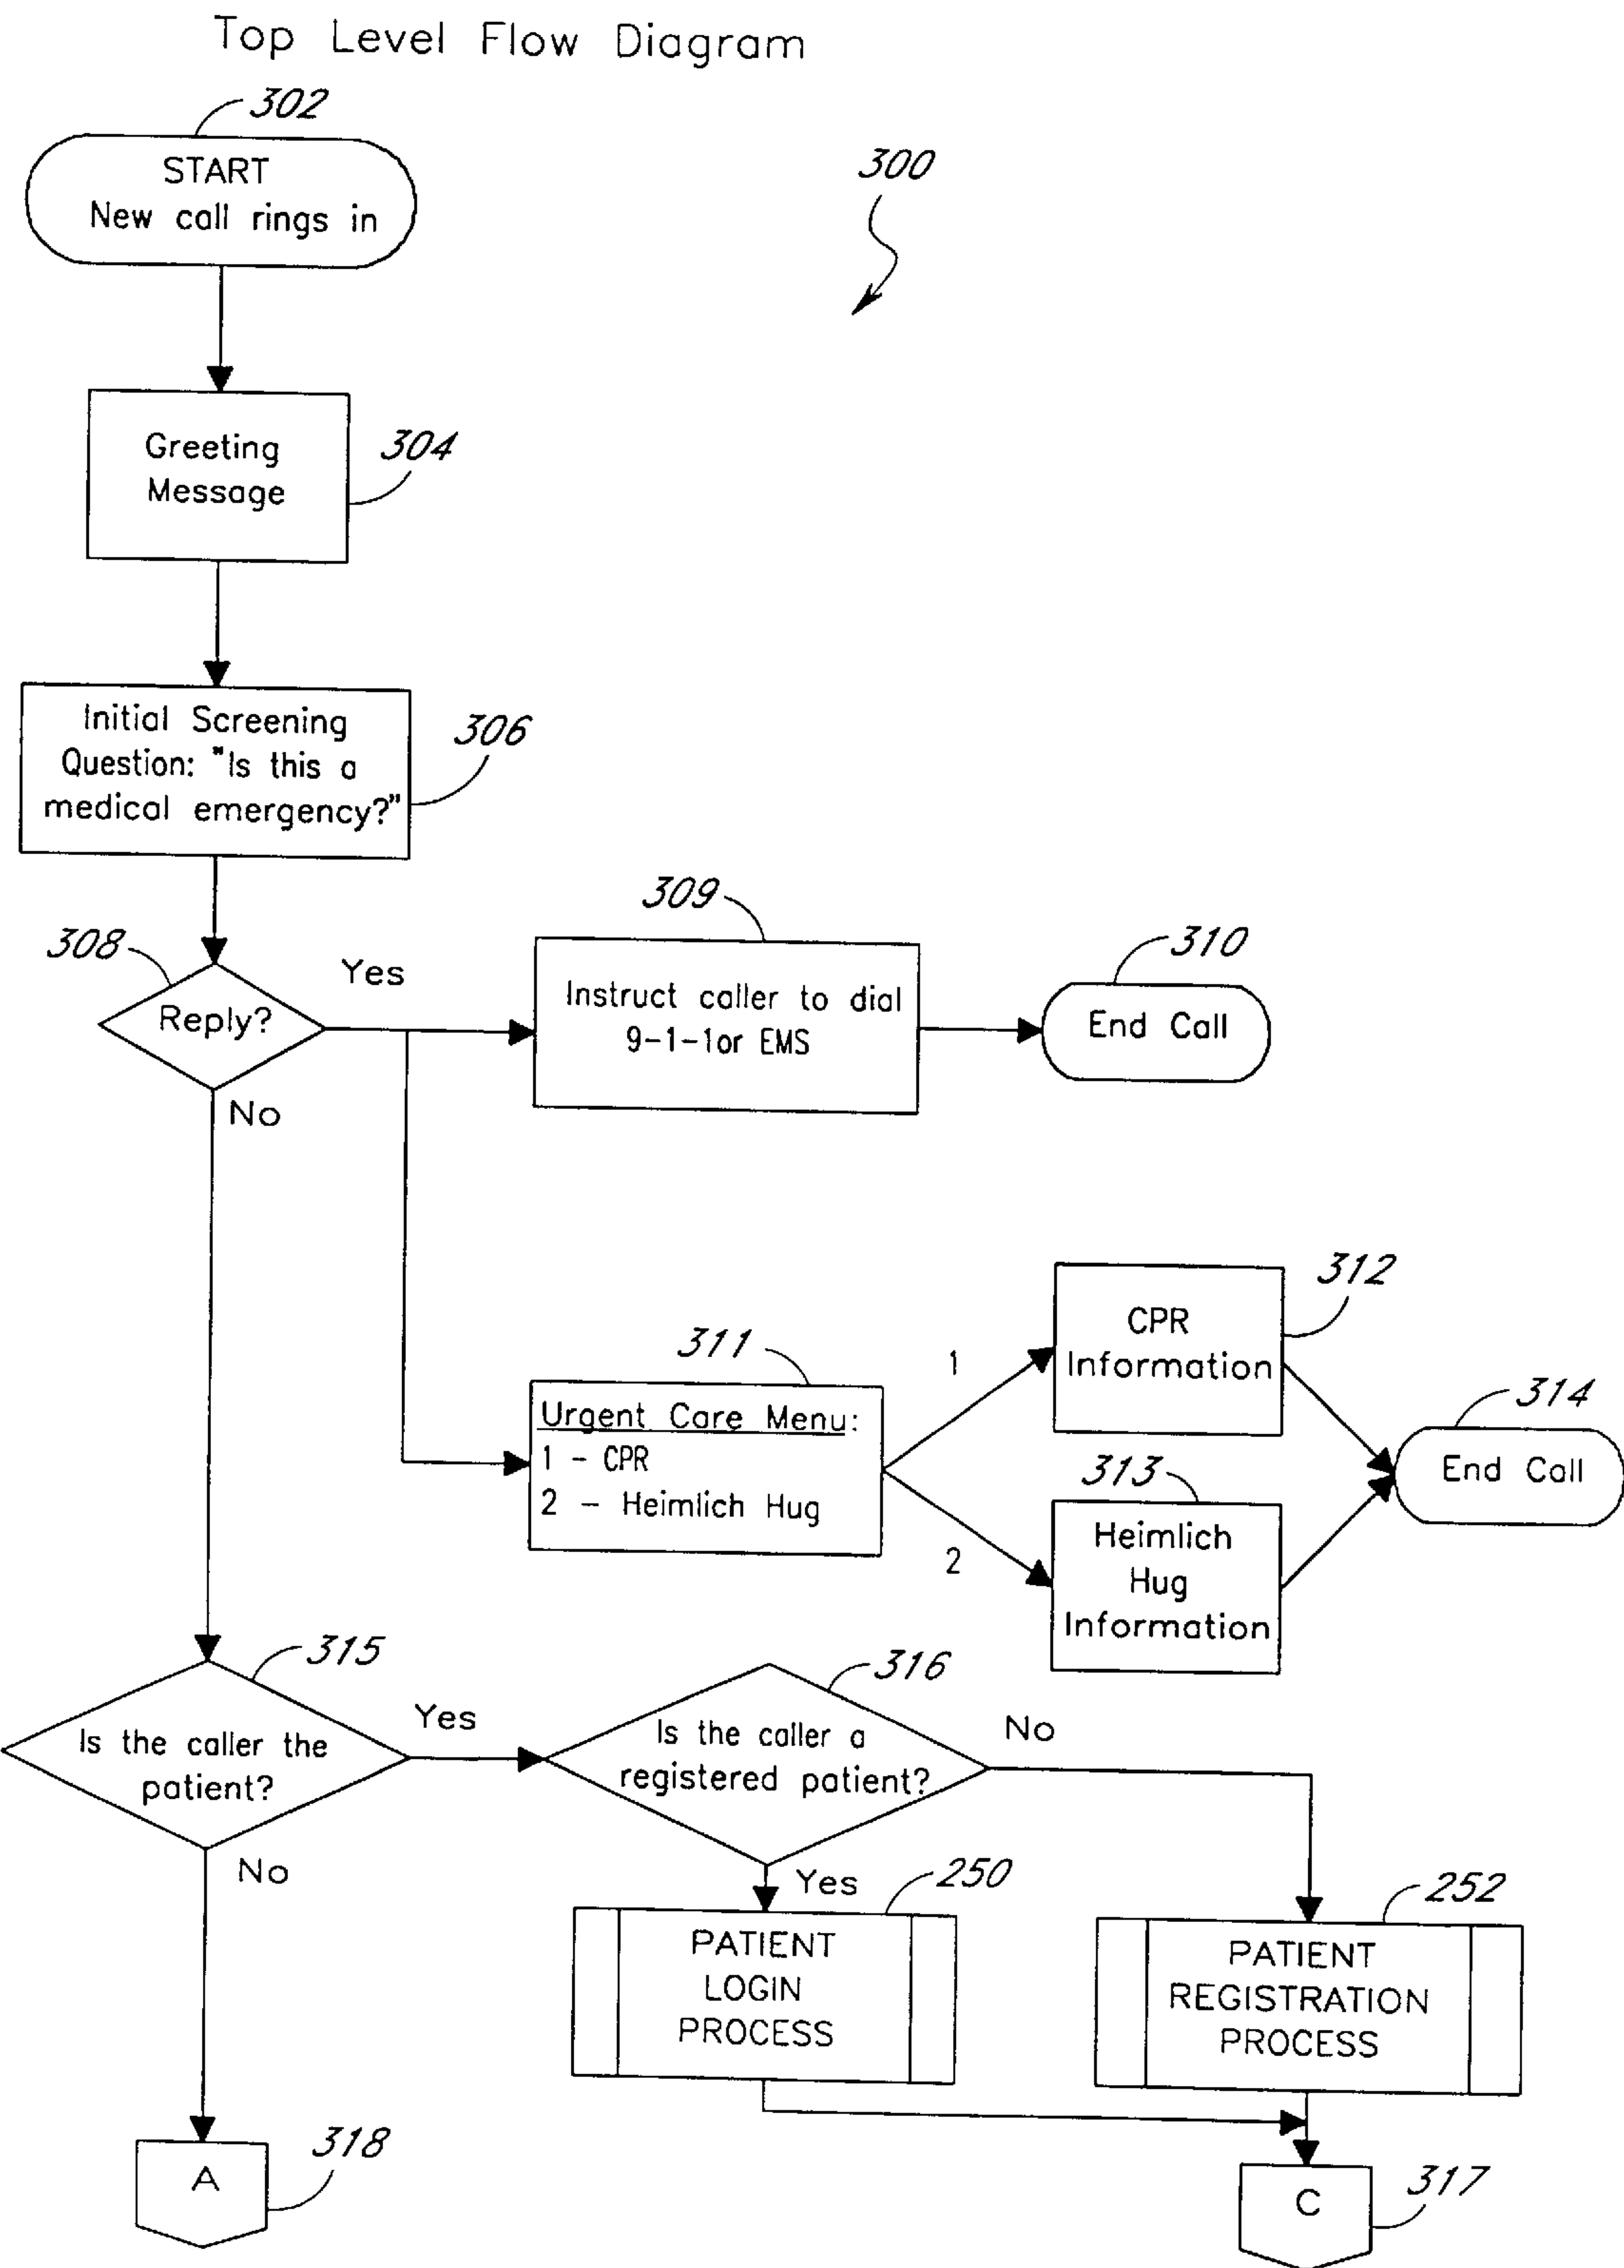 Top Level Flow Diagram
302
START
New call rings in
300
Greeting
Message
304
Initial Screening
Question: "Is this a
medical emergency?"
306
308
Reply?
Yes
No
309
Instruct caller to dial
9-1-1or EMS
310
End Call
311
Urgent Care Menu:
1 - CPR
2 - Heimlich Hug
1
2
312
CPR
Information
313
Heimlich
Hug
Information
314
End Call
315
Is the caller the
patient?
Yes
No
316
Is the caller a
registered patient?
No
Yes
250
PATIENT
LOGIN
PROCESS
252
PATIENT
REGISTRATION
PROCESS
A
318
C
317